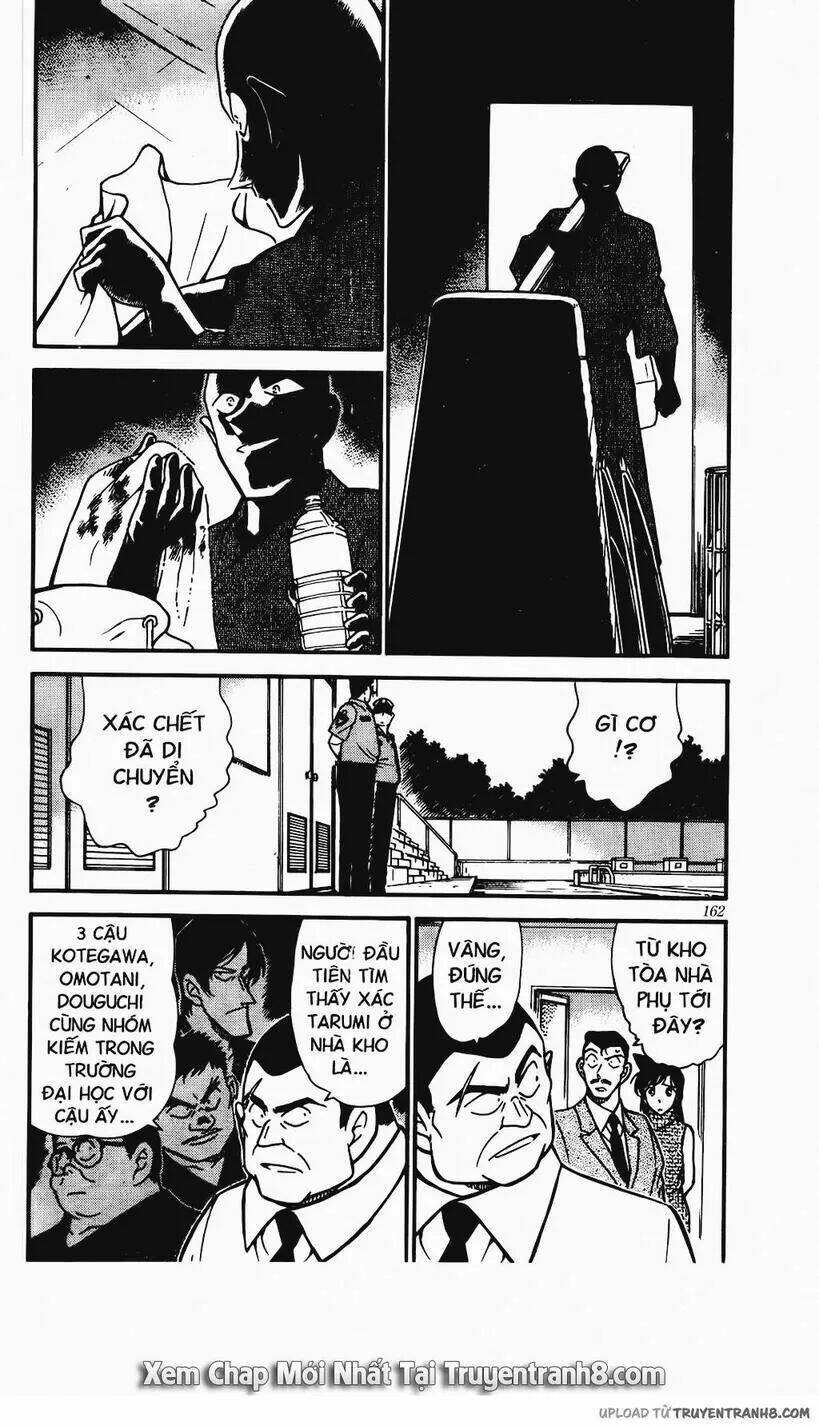 GÌ CƠ
!?
XÁC CHẾT
ĐÃ DI
CHUYỂN
?
162
TỪ KHO
TÒA NHÀ
PHỤ TỚI
ĐÂY?
VÂNG,
ĐÚNG
THẾ...
NGƯỜI ĐẦU
TIÊN TÌM
THẤY XÁC
TARUMI Ở
NHÀ KHO
LÀ...
3 CẬU
KOTEGAWA,
OMOTANI,
DOUGUCHI
CÙNG NHÓM
KIẾM TRONG
TRƯỜNG
ĐẠI HỌC VỚI
CẬU ẤY...
Xem Chap Mới Nhất Tại Truyentranh8.com
UPLOAD TỪ TRUYENTRANH8.COM